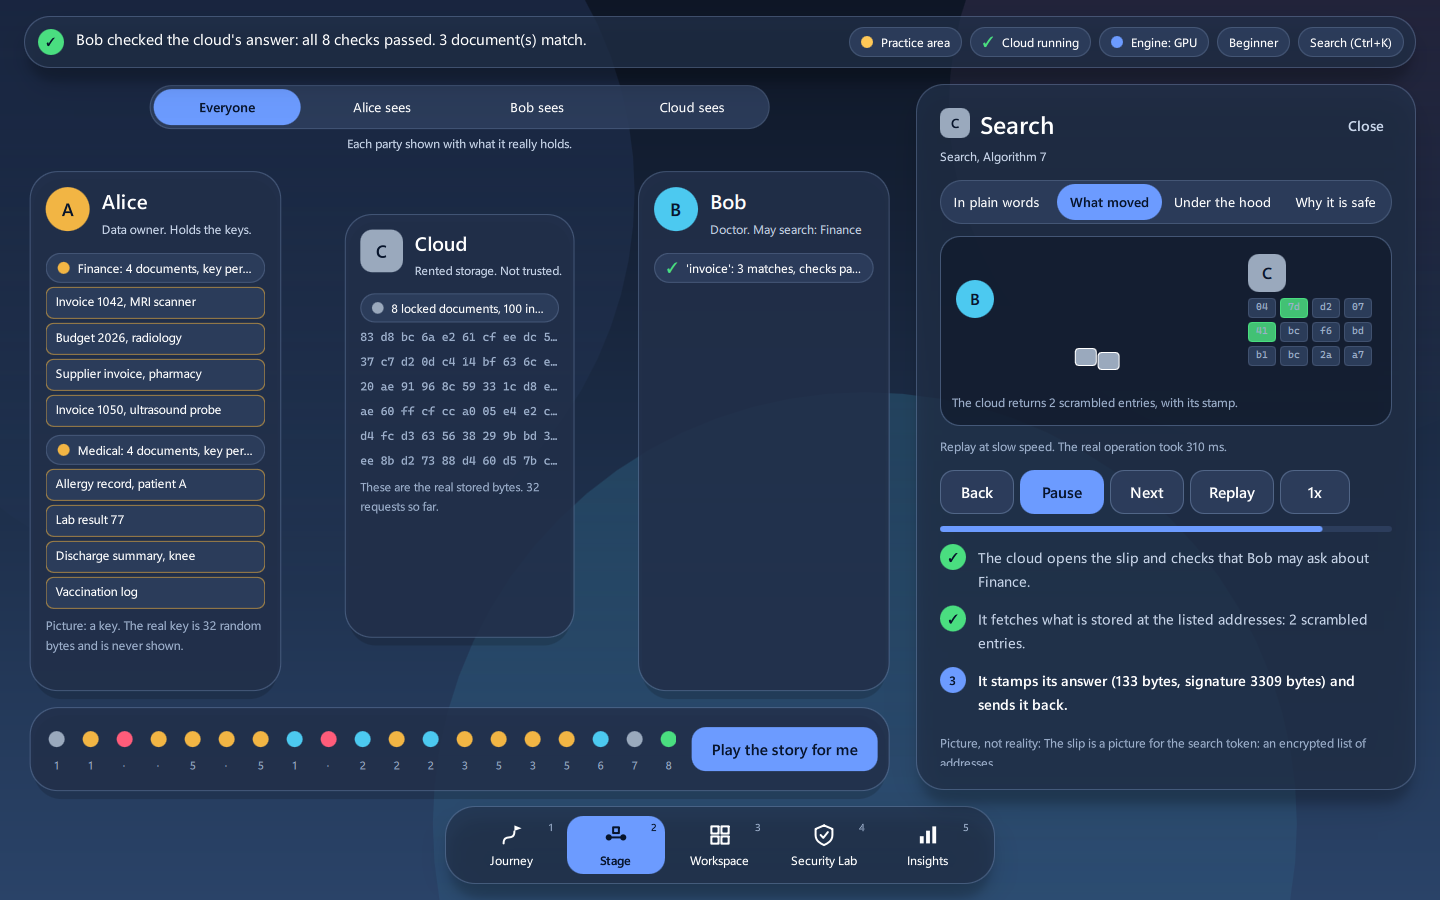 ✓ Bob checked the cloud's answer: all 8 checks passed. 3 document(s) match.
Practice area
✓ Cloud running
Engine: GPU
Beginner
Search (Ctrl+K)
Everyone
Alice sees
Bob sees
Cloud sees
Each party shown with what it really holds.
A
Alice
Data owner. Holds the keys.
Finance: 4 documents, key per...
Invoice 1042, MRI scanner
Budget 2026, radiology
Supplier invoice, pharmacy
Invoice 1050, ultrasound probe
Medical: 4 documents, key per...
Allergy record, patient A
Lab result 77
Discharge summary, knee
Vaccination log
Picture: a key. The real key is 32 random
bytes and is never shown.
C
Cloud
Rented storage. Not trusted.
8 locked documents, 100 in...
83 d8 bc 6a e2 61 cf ee dc 5…
37 c7 d2 0d c4 14 bf 63 6c e…
20 ae 91 96 8c 59 33 1c d8 e…
ae 60 ff cf cc a0 05 e4 e2 c…
d4 fc d3 63 56 38 29 9b bd 3…
ee 8b d2 73 88 d4 60 d5 7b c…
These are the real stored bytes. 32
requests so far.
B
Bob
Doctor. May search: Finance
✓ 'invoice': 3 matches, checks pa...
1 1 · · 5 · 5 1 · 2 2 2 3 5 3 5 6 7 8
Play the story for me
C
Search
Close
Search, Algorithm 7
In plain words
What moved
Under the hood
Why it is safe
B
C
04 7d d2 07
41 bc f6 bd
b1 bc 2a a7
The cloud returns 2 scrambled entries, with its stamp.
Replay at slow speed. The real operation took 310 ms.
Back
Pause
Next
Replay
1x
✓ The cloud opens the slip and checks that Bob may ask about
Finance.
✓ It fetches what is stored at the listed addresses: 2 scrambled
entries.
3 It stamps its answer (133 bytes, signature 3309 bytes) and
sends it back.
Picture, not reality: The slip is a picture for the search token: an encrypted list of
addresses
Journey 1
Stage 2
Workspace 3
Security Lab 4
Insights 5